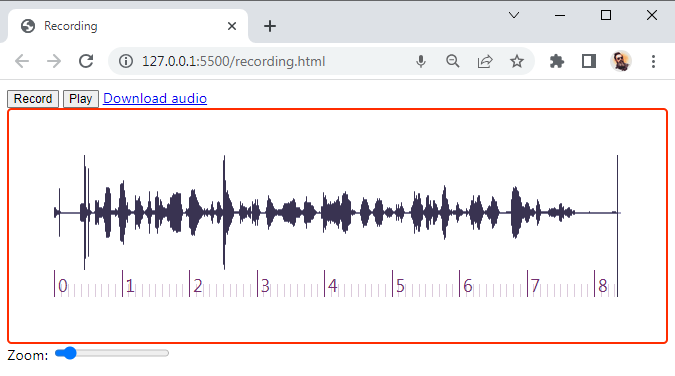 Recording
127.0.0.1:5500/recording.html
Record Play Download audio
0 1 2 3 4 5 6 7 8
Zoom: